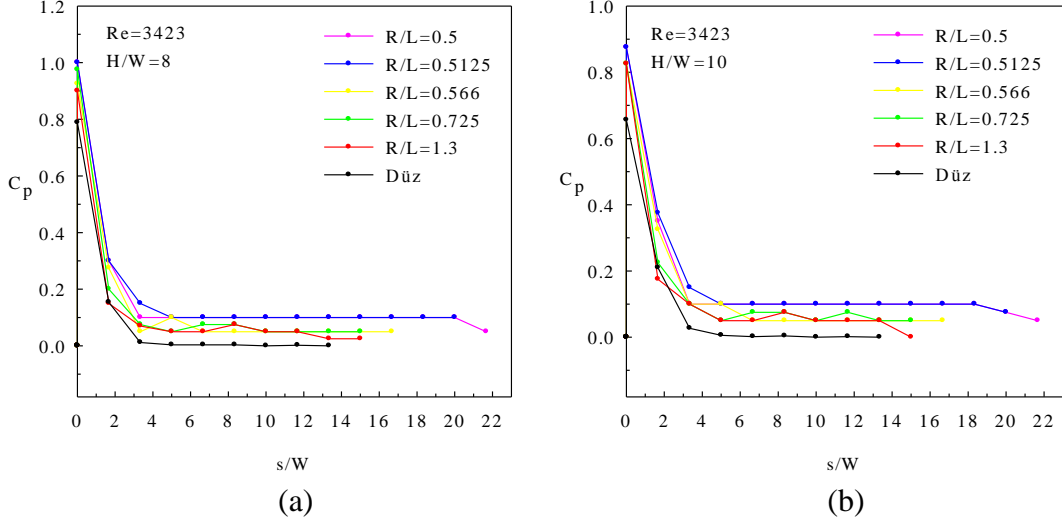 1.2
1.0
0.8
0.6
0.4
0.2
0.0
Cp
Re=3423
H/W=8
R/L=0.5
R/L=0.5125
R/L=0.566
R/L=0.725
R/L=1.3
Düz
0 2 4 6 8 10 12 14 16 18 20 22
s/W
(a)
1.0
0.8
0.6
0.4
0.2
0.0
Cp
Re=3423
H/W=10
R/L=0.5
R/L=0.5125
R/L=0.566
R/L=0.725
R/L=1.3
Düz
0 2 4 6 8 10 12 14 16 18 20 22
s/W
(b)